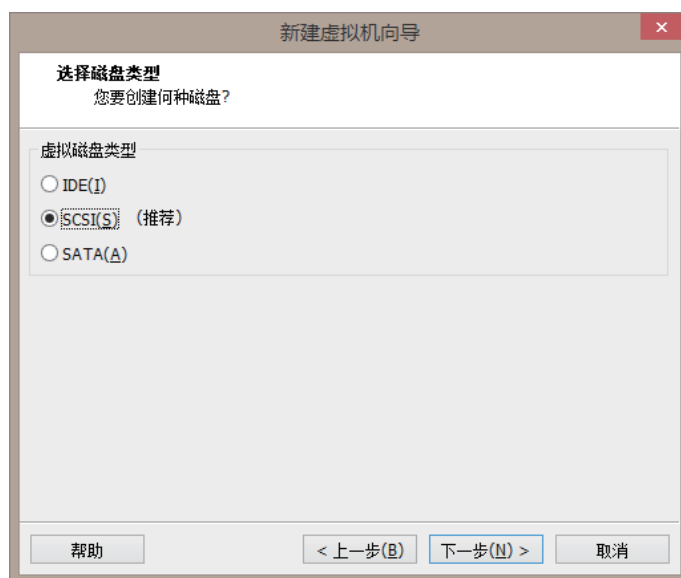 新建虚拟机向导
选择磁盘类型
您要创建何种磁盘?
虚拟磁盘类型
IDE(I)
SCSI(S) (推荐)
SATA(A)
帮助 < 上一步(B) 下一步(N) > 取消